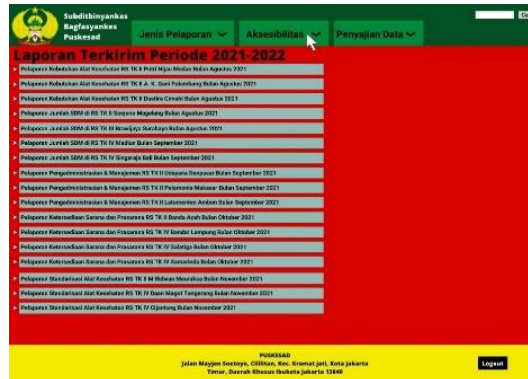 Subditbinyankes
Bagfasyankes
Puskesad
Jenis Pelaporan
Aksesibilitas
Penyajian Data
Laporan Terkirim Periode 2021-2022
Pelaporan Kebutuhan Alat Kesehatan RS TK II Putri Hijau Medan Bulan Agustus 2021
Pelaporan Kebutuhan Alat Kesehatan RS TK II A. K. Gani Palembang Bulan Agustus 2021
Pelaporan Kebutuhan Alat Kesehatan RS TK II Dustira Cimahi Bulan Agustus 2021
Pelaporan Jumlah SDM di RS TK II Soejono Magelang Bulan Agustus 2021
Pelaporan Jumlah SDM di RS TK III Brawijaya Surabaya Bulan Agustus 2021
Pelaporan Jumlah SDM di RS TK IV Madiun Bulan September 2021
Pelaporan Jumlah SDM di RS TK IV Singaraja Bali Bulan September 2021
Pelaporan Pengadministrasian & Manajemen RS TK II Udayana Denpasar Bulan September 2021
Pelaporan Pengadministrasian & Manajemen RS TK II Pelamonia Makasar Bulan September 2021
Pelaporan Pengadministrasian & Manajemen RS TK II Latumenten Ambon Bulan September 2021
Pelaporan Ketersediaan Sarana dan Prasarana RS TK II Banda Aceh Bulan Oktober 2021
Pelaporan Ketersediaan Sarana dan Prasarana RS TK IV Bandar Lampung Bulan Oktober 2021
Pelaporan Ketersediaan Sarana dan Prasarana RS TK IV Salatiga Bulan Oktober 2021
Pelaporan Ketersediaan Sarana dan Prasarana RS TK IV Samarinda Bulan Oktober 2021
Pelaporan Standarisasi Alat Kesehatan RS TK II M Ridwan Meuraksa Bulan November 2021
Pelaporan Standarisasi Alat Kesehatan RS TK IV Daan Mogot Tangerang Bulan November 2021
Pelaporan Standarisasi Alat Kesehatan RS TK IV Cijantung Bulan November 2021
PUSKESAD
Jalan Mayjen Soetoyo, Cililitan, Kec. Kramat jati, Kota Jakarta
Timur, Daerah Khusus Ibukota Jakarta 13640
Logout